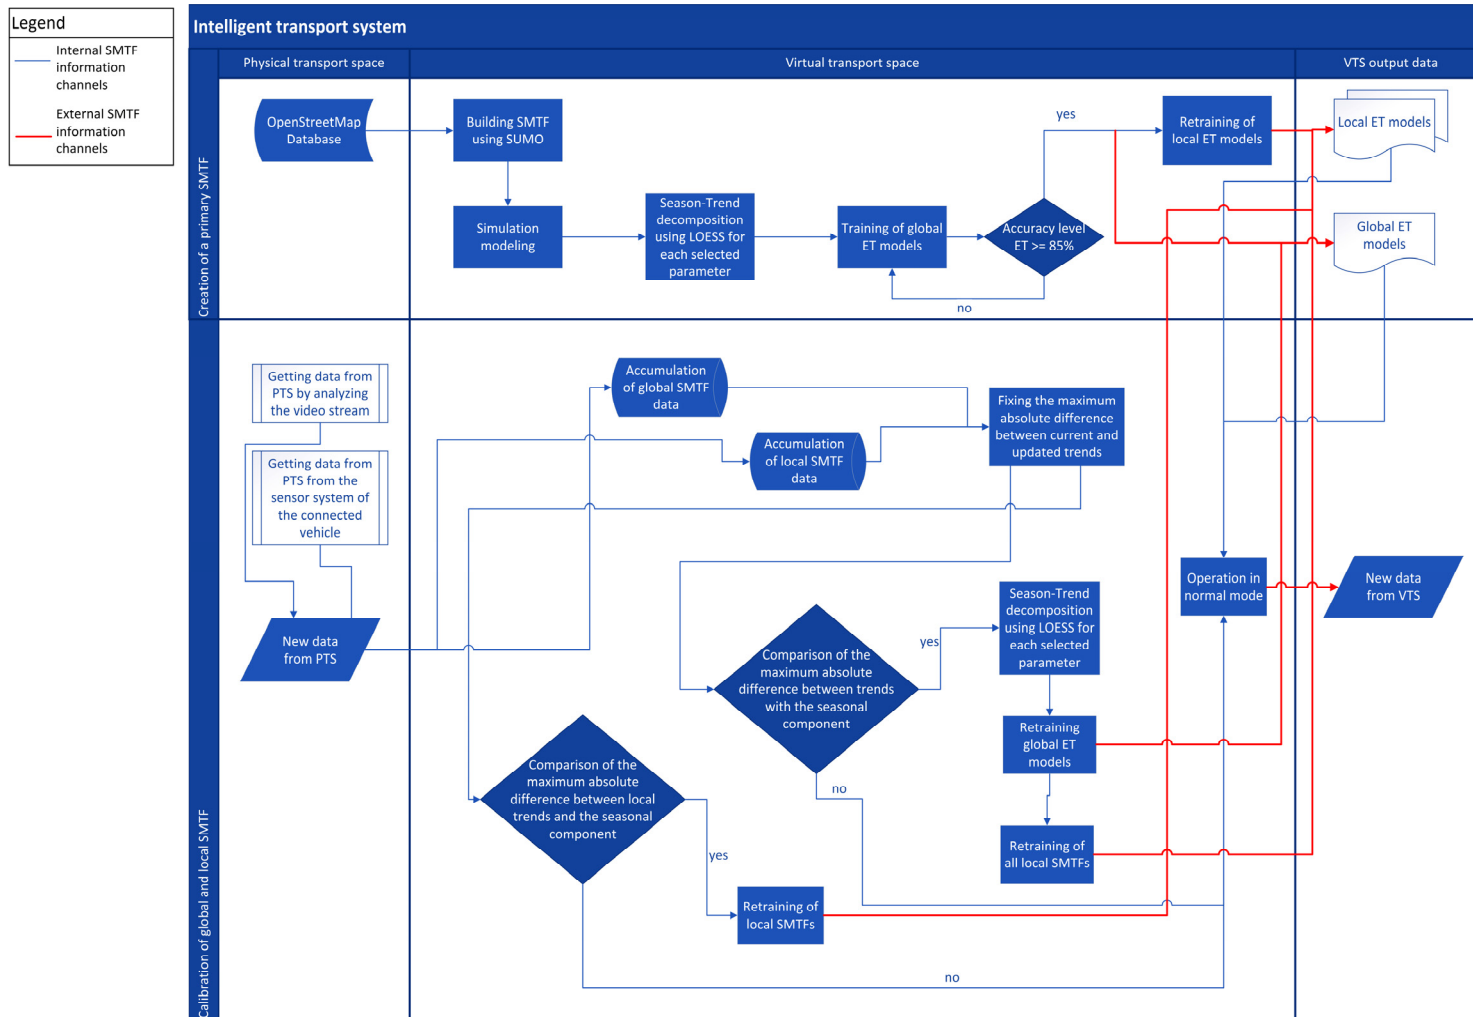 Legend
Internal SMTF
information
channels
External SMTF
information
channels
Intelligent transport system
Physical transport space
Virtual transport space
VTS output data
Creation of a primary SMTF
OpenStreetMap
Database
Building SMTF
using SUMO
Simulation
modeling
Season-Trend
decomposition
using LOESS for
each selected
parameter
Training of global
ET models
Accuracy level
ET >= 85%
yes
no
Retraining of
local ET models
Local ET models
Global ET
models
Calibration of global and local SMTF
Getting data from
PTS by analyzing
the video stream
Getting data from
PTS from the
sensor system of
the connected
vehicle
New data
from PTS
Accumulation
of global SMTF
data
Accumulation
of local SMTF
data
Fixing the maximum
absolute difference
between current and
updated trends
Comparison of the
maximum absolute
difference between trends
with the seasonal
component
yes
no
Season-Trend
decomposition
using LOESS for
each selected
parameter
Retraining
global ET
models
Retraining of
all local SMTFs
Operation in
normal mode
New data
from VTS
Comparison of the
maximum absolute
difference between local
trends and the seasonal
component
yes
Retraining of
local SMTFs
no